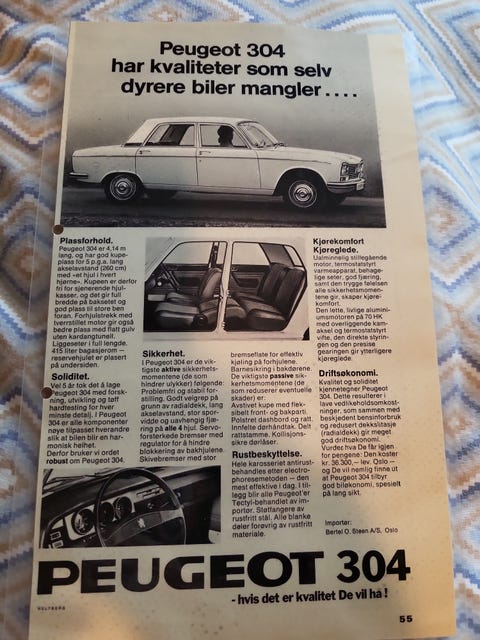 Peugeot 304
har kvaliteter som selv
dyrere biler mangler....
Plassforhold.
Peugeot 304 er 4,14 m
lang, og har god kupe-
plass for 5 p.g.a. lang
akselavstand (260 cm)
med «et hjul i hvert
hjørne». Kupeen er derfor
fri for sjenerende hjul-
kasser, og det gir full
bredde på baksetet og
god plass til store ben
foran. Forhjulstrekk med
tverrstillet motor gir også
bedre plass med flatt gulv
uten kardangtunell.
Liggeseter i full lengde.
415 liter bagasjerom –
reservehjulet er plisert
på undersiden.
Soliditet.
Vel 5 år tok det å lage
Peugeot 304 med forsk-
ning, utvikling og tøff
hardtesting for hver
minste detalj. I Peugeot
304 er alle komponenter
nøye tilpasset hverandre
slik at bilen blir en har-
monisk helhet.
Derfor bruker vi ordet
robust om Peugeot 304.
Sikkerhet.
I Peugeot 304 er de vik-
tigste aktive sikkerhets-
momentene (de som
hindrer ulykker) følgende:
Problemfri og stabil for-
stilling. Godt veigrep på
grunn av radialdekk, lang
akselavstand, stor spor-
vidde og uavhengig fjæ-
ring på alle 4 hjul. Servo-
forsterkede bremser med
regulator for å hindre
blokkering av bakhjulene.
Skivebremser med stor
bremseflate for effektiv
kjøling på forhjulene.
Barnesikring i bakdørene.
De viktigste passive sik-
kerhetsmomentene (de
som reduserer eventuelle
skader) er:
Avstivet kupe med flek-
sibelt front- og bakparti.
Polstret dashbord og ratt.
Innfelte dørhåndtak. Delt
rattstamme. Kollisjons-
sikre dørlåser.
Rustbeskyttelse.
Hele karosseriet antirust-
behandles etter electro-
phoresemetoden – den
mest effektive i dag. I til-
legg blir alle Peugeot'er
Tectyl-behandlet av im-
portør. Støtfangere av
rustfritt stål. Alle blanke
deler forøvrig av rustfritt
materiale.
Kjørekomfort
Kjøreglede.
Ualminnelig stillegående
motor, termostatstyrt
varmeapparat, behage-
lige seter, god fjæring,
samt den trygge følelsen
alle sikkerhetsmomen-
tene gir, skaper kjøre-
komfort.
Den lette, livlige alumini-
umsmotoren på 70 HK
med overliggende kam-
aksel og termostatstyrt
vifte, den direkte styrin-
gen og den presise
gearingen gir ytterligere
kjøreglede.
Driftsøkonomi.
Kvalitet og soliditet
kjennetegner Peugeot
304. Dette resulterer i
lave vedlikeholdsomkost-
ninger, som sammen med
beskjedent bensinforbruk
og redusert dekkslitasje
(radialdekk) gir meget
god driftsøkonomi.
Vurder hva De får igjen
for pengene: Den koster
kr. 36.300,— lev. Oslo —
og De vil nemlig finne ut
at Peugeot 304 tilbyr
god biløkonomi, spesielt
på lang sikt.
Importør:
Bertel O. Steen A/S, Oslo
PEUGEOT 304
- hvis det er kvalitet De vil ha!
HELTBERG
55